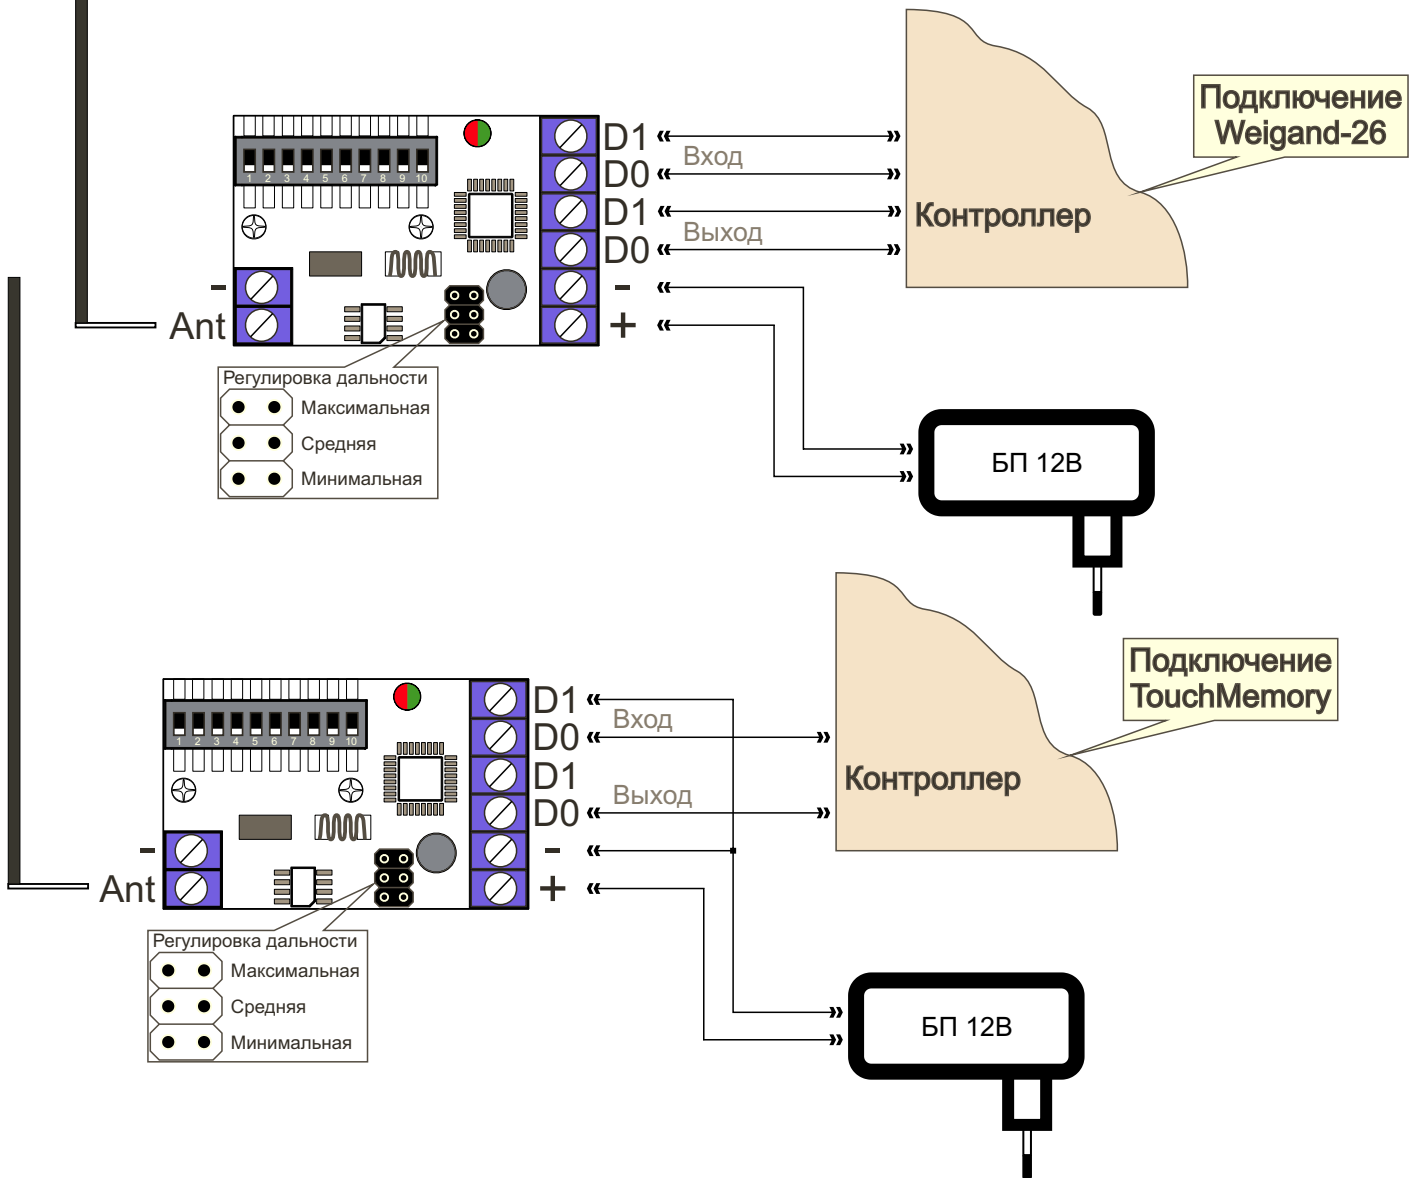 Подключение
Weigand-26
1 2 3 4 5 6 7 8 9 10
D1
Вход
D0
D1
Выход
D0
Контроллер
-
-
Ant
+
Регулировка дальности
Максимальная
Средняя
Минимальная
БП 12В
Подключение
TouchMemory
1 2 3 4 5 6 7 8 9 10
D1
Вход
D0
D1
Выход
D0
Контроллер
-
-
Ant
+
Регулировка дальности
Максимальная
Средняя
Минимальная
БП 12В